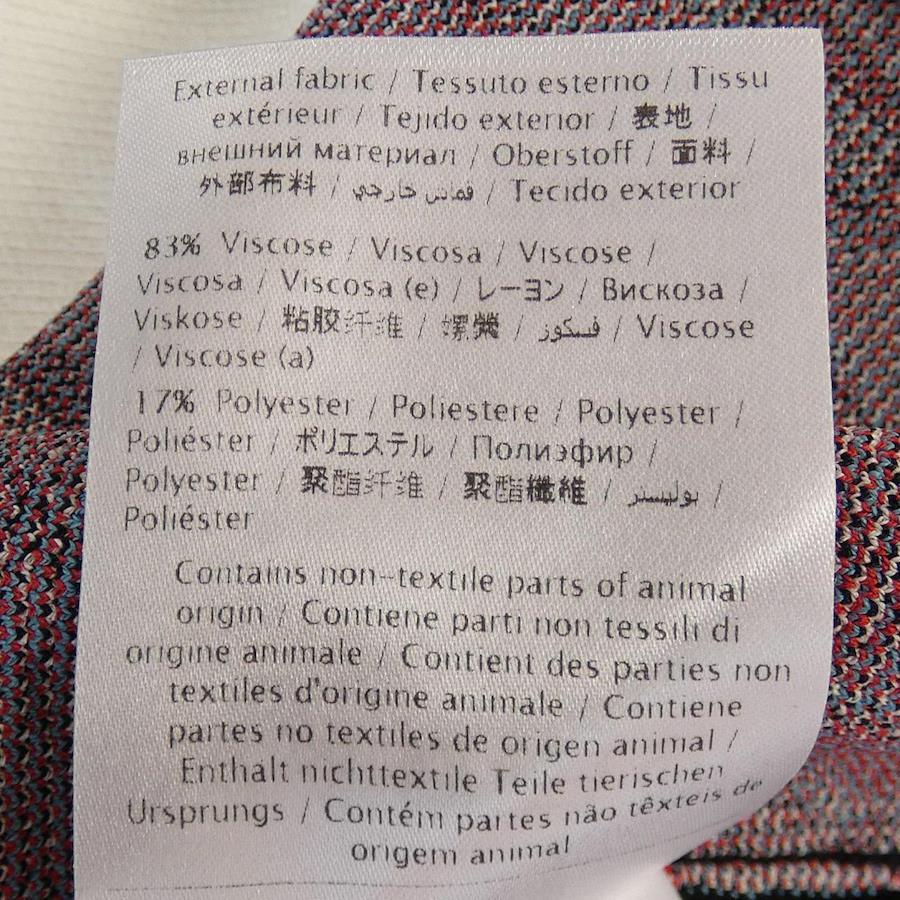 External fabric / Tessuto esterno / Tissu
extérieur / Tejido exterior / 表地 /
внешний материал / Oberstoff / 面料 /
外部布料 / قماش خارجي / Tecido exterior
83% Viscose / Viscosa / Viscose /
Viscosa / Viscosa (e) / レーヨン / Вискоза /
Viskose / 粘胶纤维 / 嫘縈 / فسكوز / Viscose
/ Viscose (a)
17% Polyester / Poliestere / Polyester /
Poliéster / ポリエステル / Полиэфир /
Polyester / 聚酯纤维 / 聚酯纖維 / بوليستر /
Poliéster
Contains non-textile parts of animal
origin / Contiene parti non tessili di
origine animale / Contient des parties non
textiles d'origine animale / Contiene
partes no textiles de origen animal /
Enthält nichttextile Teile tierischen
Ursprungs / Contém partes não têxteis de
origem animal